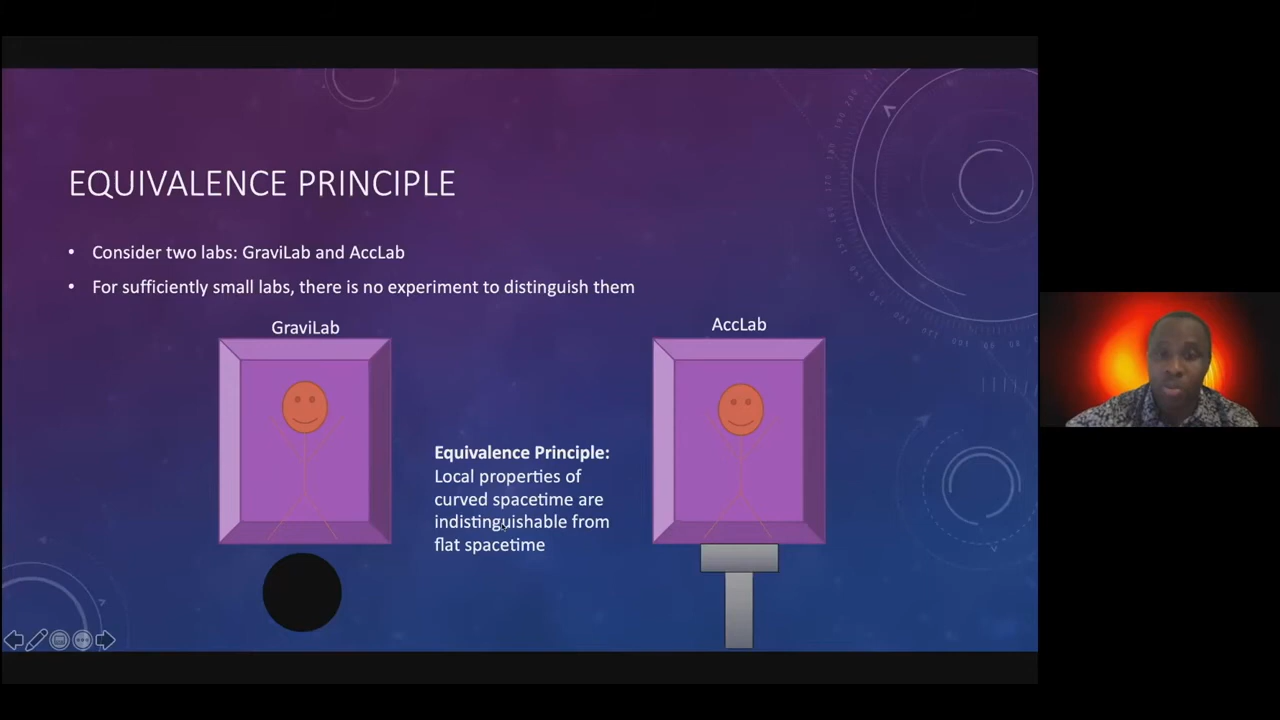 EQUIVALENCE PRINCIPLE
• Consider two labs: GraviLab and AccLab
• For sufficiently small labs, there is no experiment to distinguish them
GraviLab
AccLab
Equivalence Principle:
Local properties of
curved spacetime are
indistinguishable from
flat spacetime